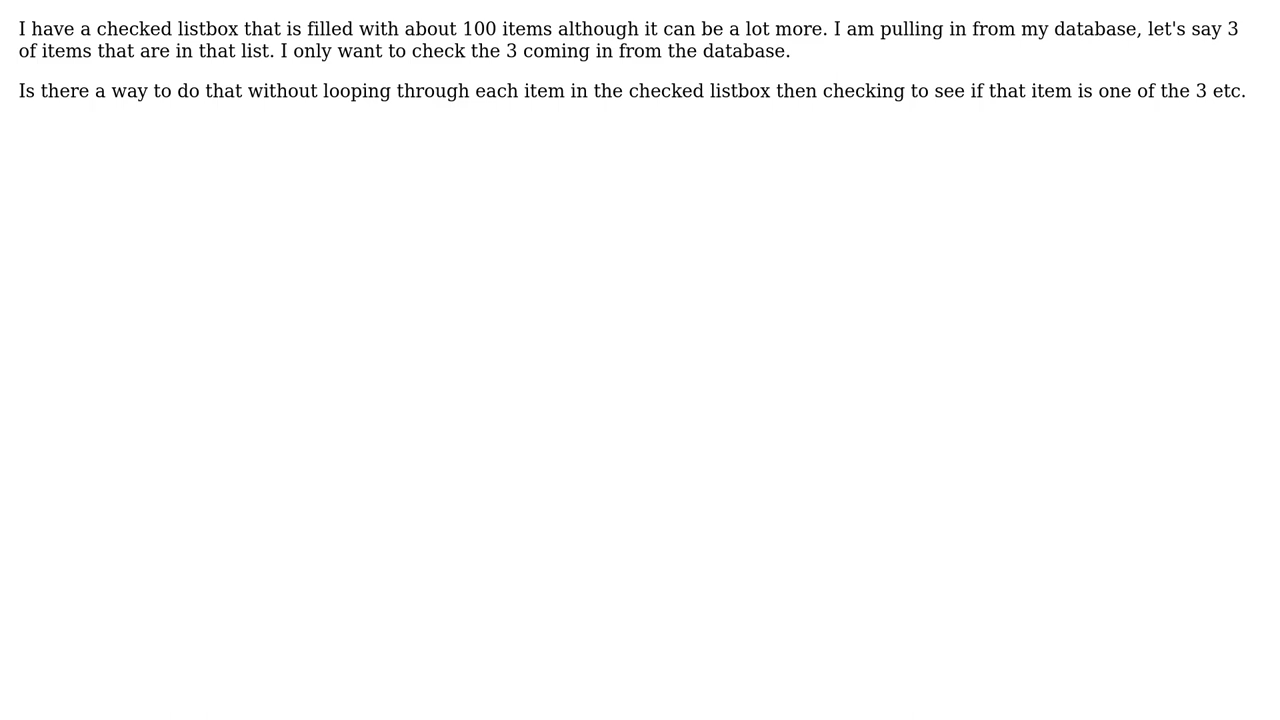 I have a checked listbox that is filled with about 100 items although it can be a lot more. I am pulling in from my database, let's say 3
of items that are in that list. I only want to check the 3 coming in from the database.
Is there a way to do that without looping through each item in the checked listbox then checking to see if that item is one of the 3 etc.